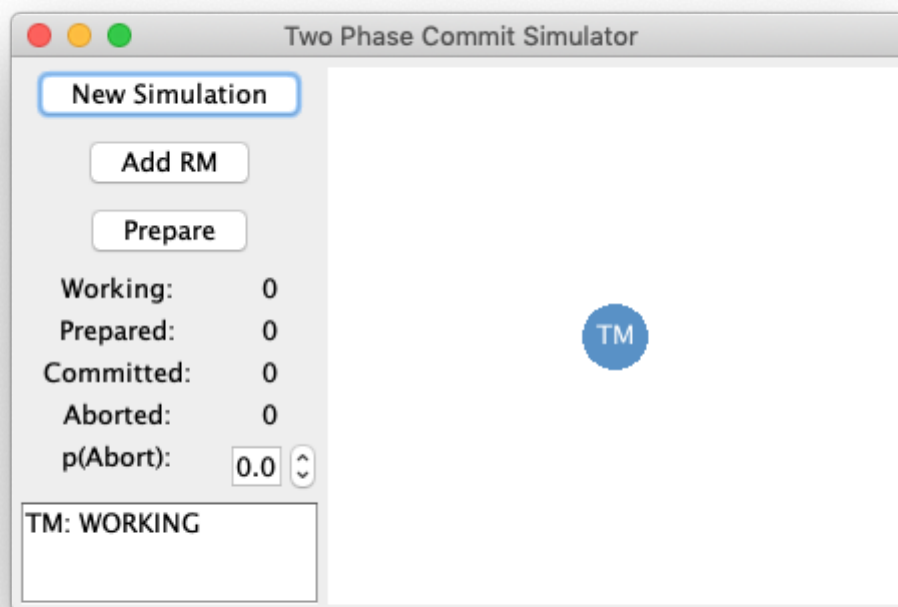 Two Phase Commit Simulator
New Simulation
Add RM
Prepare
Working: 0
Prepared: 0
Committed: 0
Aborted: 0
p(Abort): 0.0
TM: WORKING
TM